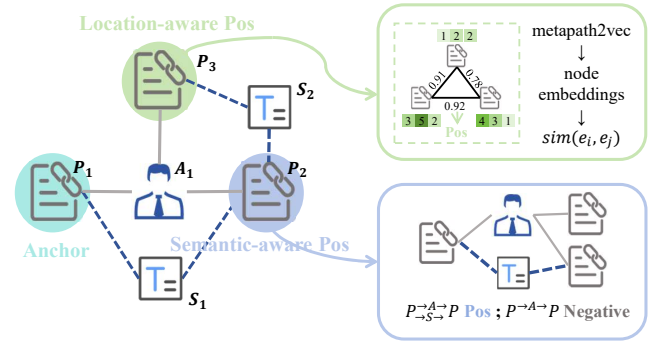 Location-aware Pos
P₃
S₂
P₁
A₁
P₂
Anchor
Semantic-aware Pos
S₁
1 2 2
0.91
0.78
0.92
3 5 2
Pos
4 3 1
metapath2vec
↓
node
embeddings
↓
sim(eᵢ, eⱼ)
P→A→→S→P Pos ; P→A→P Negative